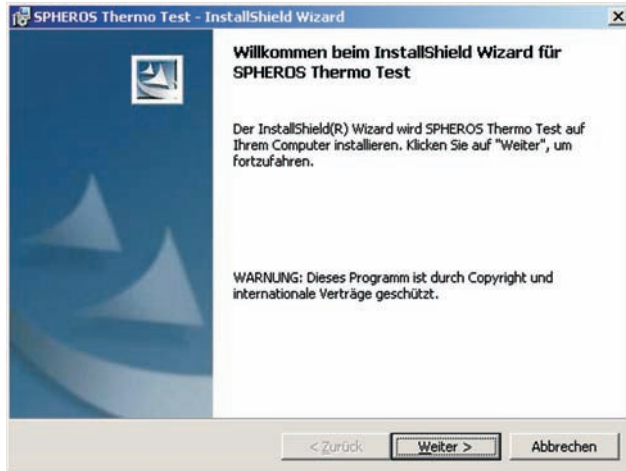 SPHEROS Thermo Test - InstallShield Wizard
Willkommen beim InstallShield Wizard für
SPHEROS Thermo Test
Der InstallShield(R) Wizard wird SPHEROS Thermo Test auf
Ihrem Computer installieren. Klicken Sie auf "Weiter", um
fortzufahren.
WARNUNG: Dieses Programm ist durch Copyright und
internationale Verträge geschützt.
< Zurück
Weiter >
Abbrechen